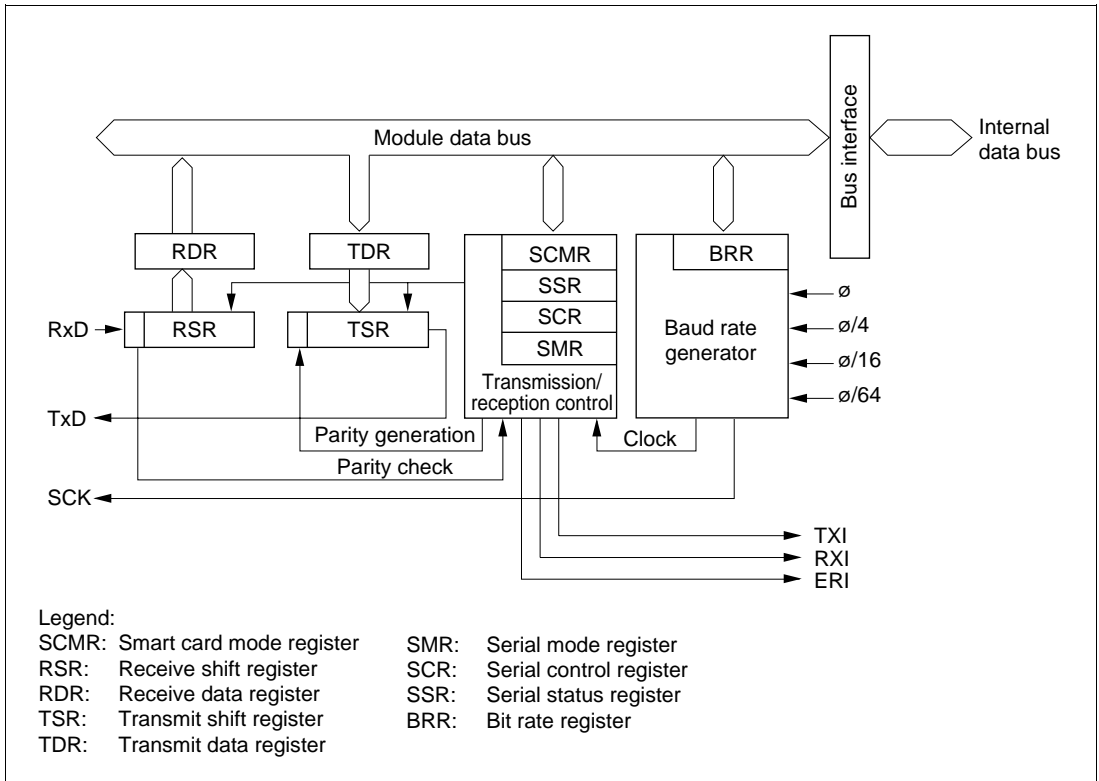 Module data bus
Bus interface
Internal
data bus
RDR
TDR
SCMR
BRR
SSR
RxD
RSR
TSR
SCR
SMR
Baud rate
generator
ø
ø/4
ø/16
ø/64
Transmission/
reception control
TxD
Parity generation
Clock
Parity check
SCK
TXI
RXI
ERI
Legend:
SCMR: Smart card mode register
RSR: Receive shift register
RDR: Receive data register
TSR: Transmit shift register
TDR: Transmit data register
SMR: Serial mode register
SCR: Serial control register
SSR: Serial status register
BRR: Bit rate register